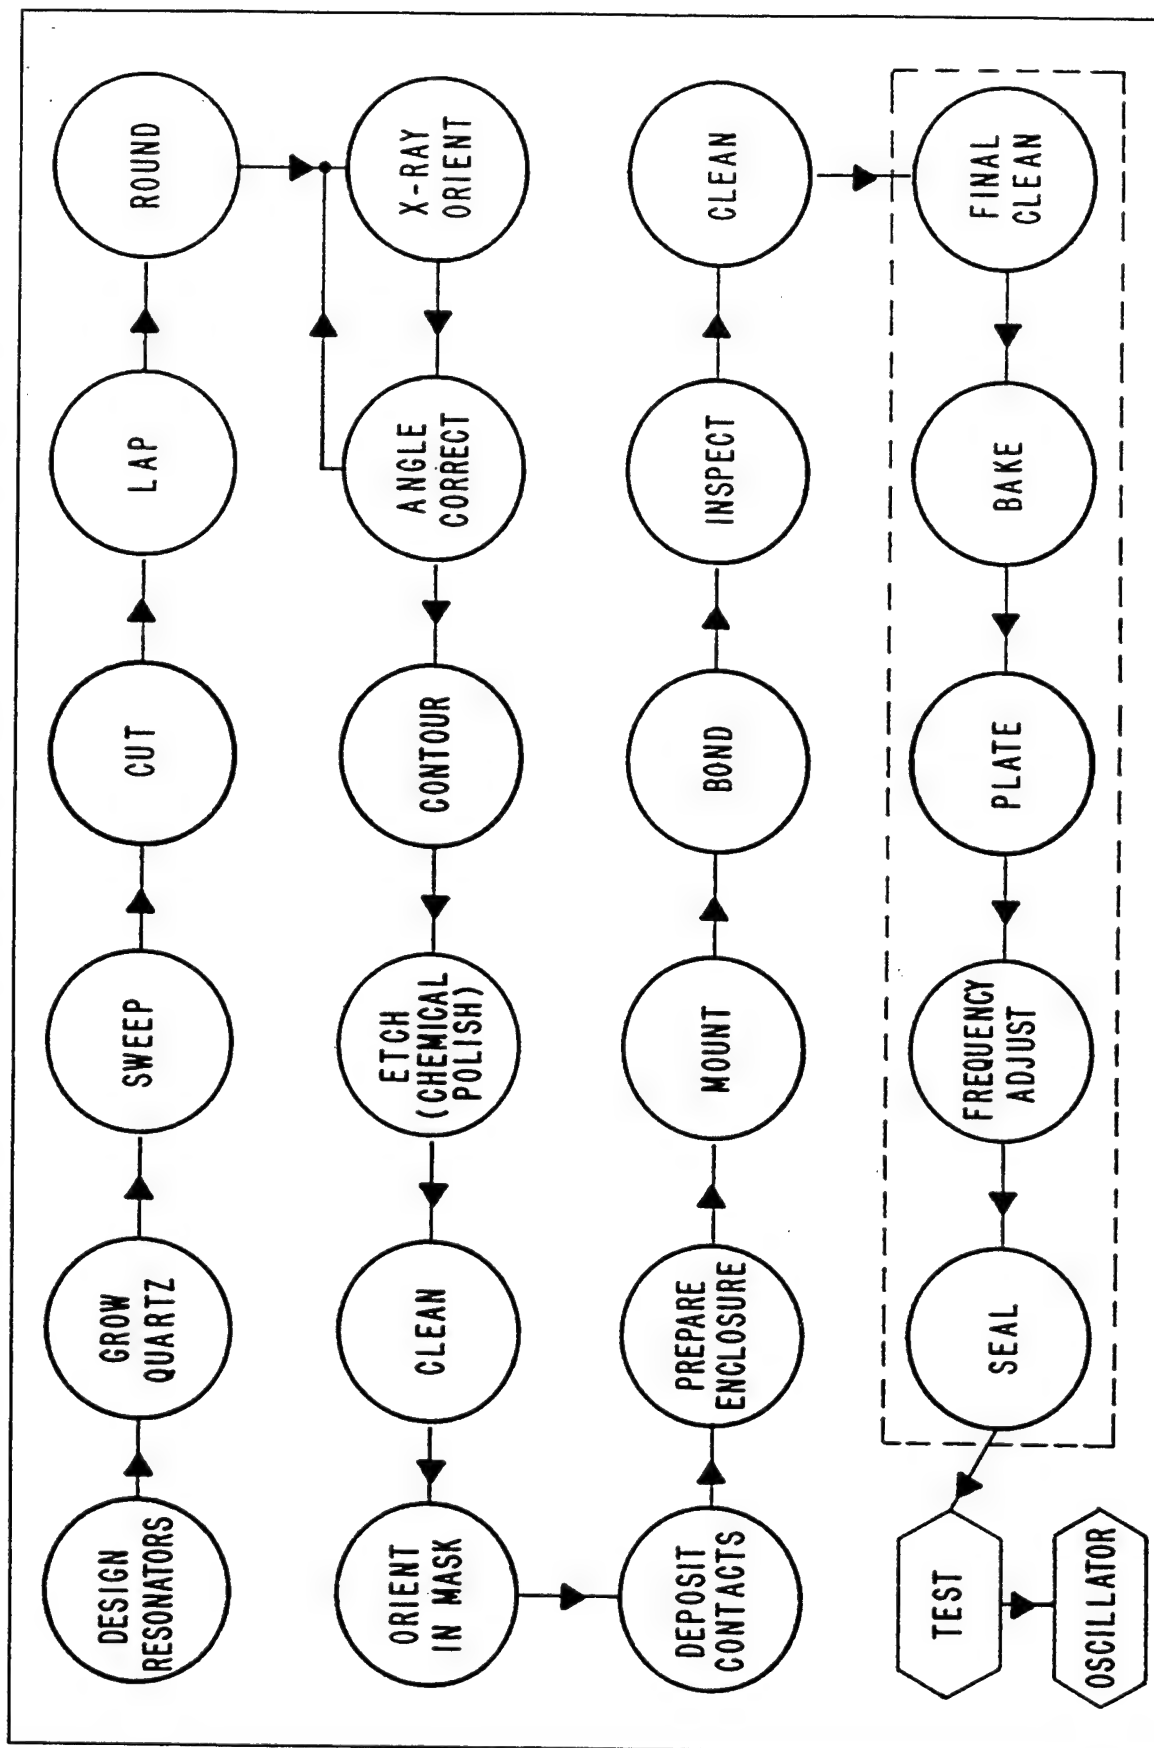 DESIGN
RESONATORS
GROW
QUARTZ
SWEEP
CUT
LAP
ROUND
X-RAY
ORIENT
ANGLE
CORRECT
CONTOUR
ETCH
(CHEMICAL
POLISH)
CLEAN
ORIENT
IN MASK
DEPOSIT
CONTACTS
PREPARE
ENCLOSURE
MOUNT
BOND
INSPECT
CLEAN
FINAL
CLEAN
BAKE
PLATE
FREQUENCY
ADJUST
SEAL
TEST
OSCILLATOR